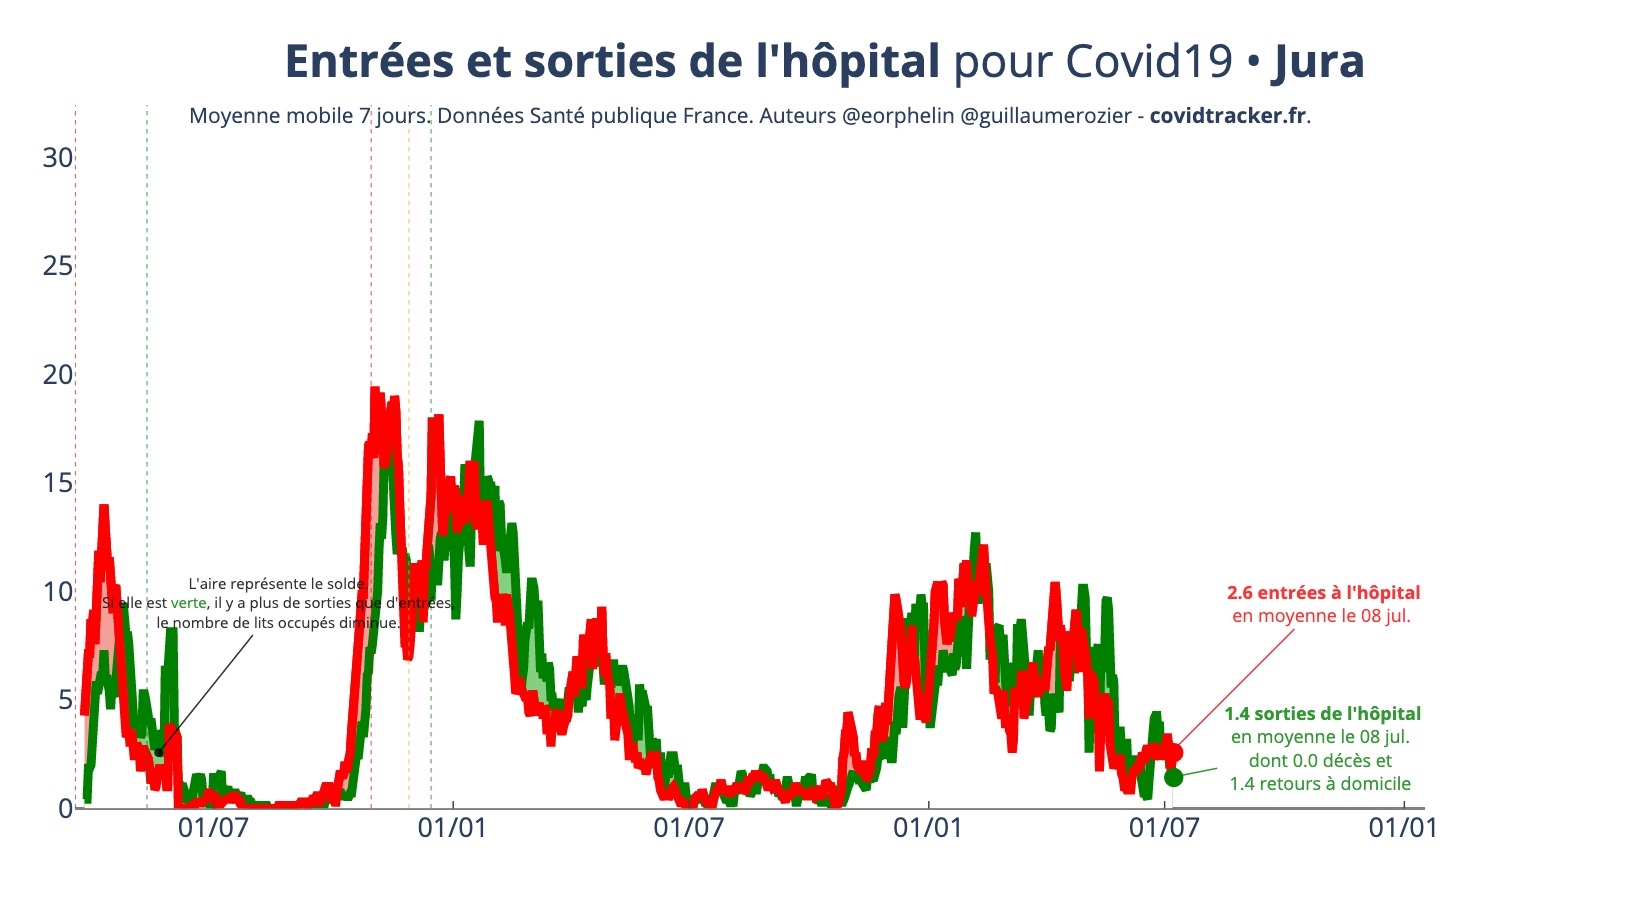 Entrées et sorties de l'hôpital pour Covid19 • Jura
Moyenne mobile 7 jours. Données Santé publique France. Auteurs @eorphelin @guillaumerozier - covidtracker.fr.
30
25
20
15
10
5
0
L'aire représente le solde.
Si elle est verte, il y a plus de sorties que d'entrées,
le nombre de lits occupés diminue.
2.6 entrées à l'hôpital
en moyenne le 08 jul.
1.4 sorties de l'hôpital
en moyenne le 08 jul.
dont 0.0 décès et
1.4 retours à domicile
01/07
01/01
01/07
01/01
01/07
01/01